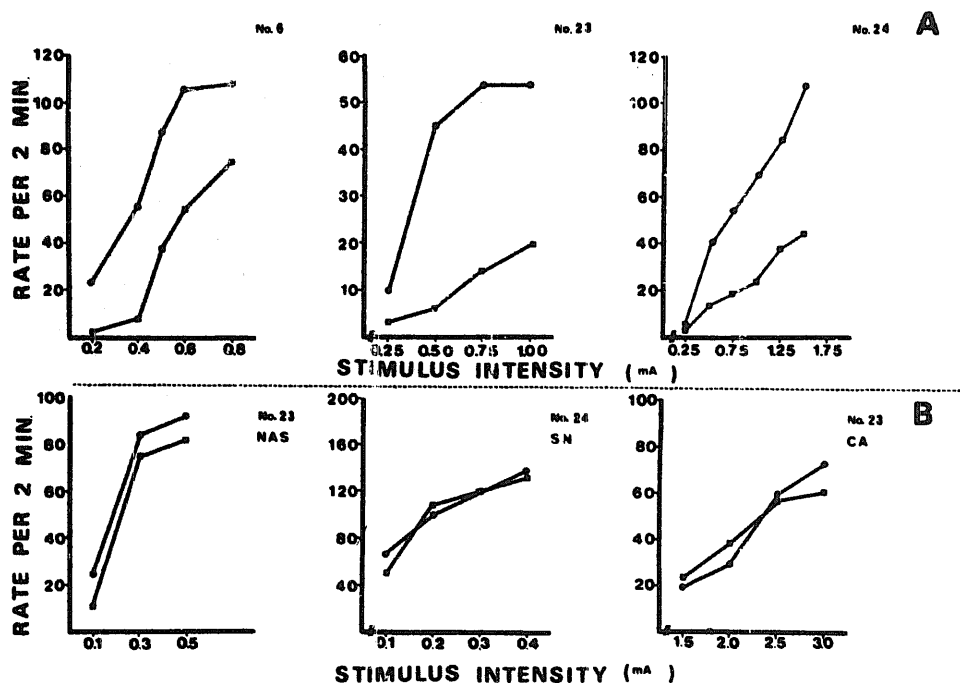 A
No. 6
No. 23
No. 24
RATE PER 2 MIN.
120
100
80
60
40
20
0.2 0.4 0.6 0.8
60
50
40
30
20
10
0.25 0.50 0.75 1.00
120
100
80
60
40
20
0.25 0.75 1.25 1.75
STIMULUS INTENSITY (mA)
B
RATE PER 2 MIN.
No. 23
NAS
100
80
60
40
20
0.1 0.3 0.5
No. 24
SN
200
160
120
80
40
0.1 0.2 0.3 0.4
No. 23
CA
100
80
60
40
20
1.5 2.0 2.5 3.0
STIMULUS INTENSITY (mA)